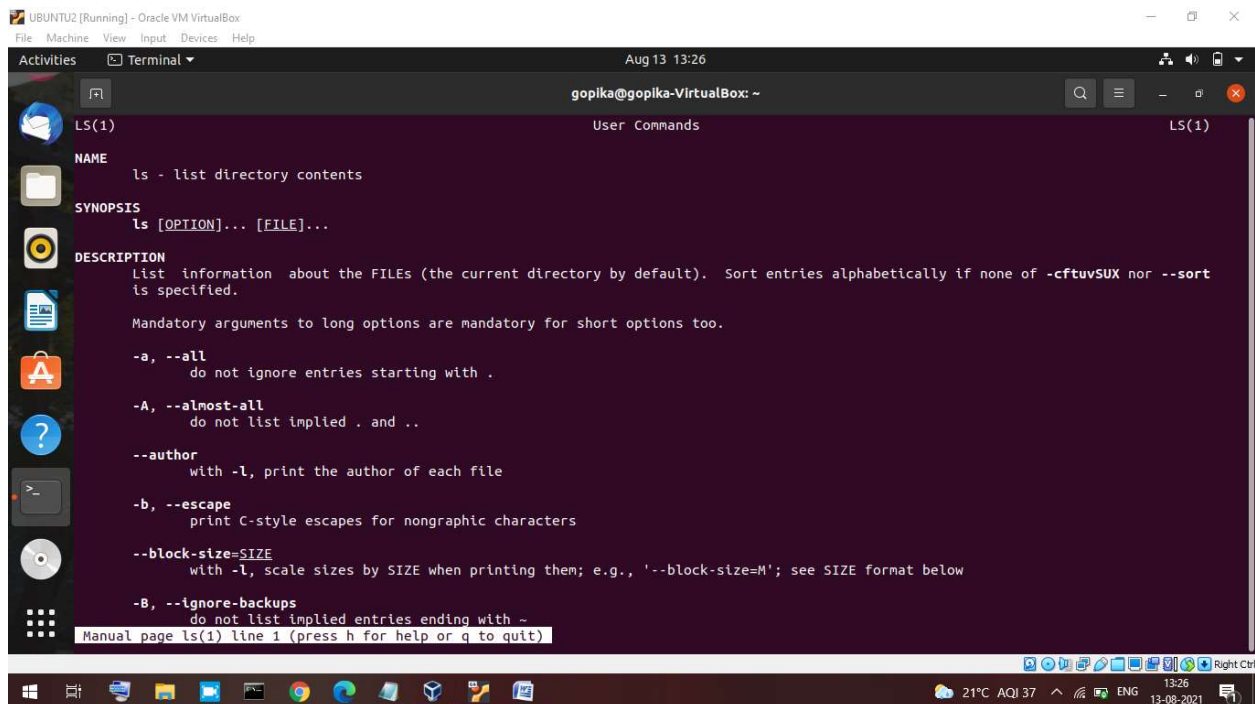 UBUNTU2 [Running] - Oracle VM VirtualBox
File Machine View Input Devices Help
Activities Terminal Aug 13 13:26
gopika@gopika-VirtualBox: ~
LS(1) User Commands LS(1)
NAME
ls - list directory contents
SYNOPSIS
ls [OPTION]... [FILE]...
DESCRIPTION
List information about the FILEs (the current directory by default). Sort entries alphabetically if none of -cftuvSUX nor --sort
is specified.
Mandatory arguments to long options are mandatory for short options too.
-a, --all
do not ignore entries starting with .
-A, --almost-all
do not list implied . and ..
--author
with -l, print the author of each file
-b, --escape
print C-style escapes for nongraphic characters
--block-size=SIZE
with -l, scale sizes by SIZE when printing them; e.g., '--block-size=M'; see SIZE format below
-B, --ignore-backups
do not list implied entries ending with ~
Manual page ls(1) line 1 (press h for help or q to quit)
Right Ctrl
21°C AQI 37 ENG 13:26
13-08-2021